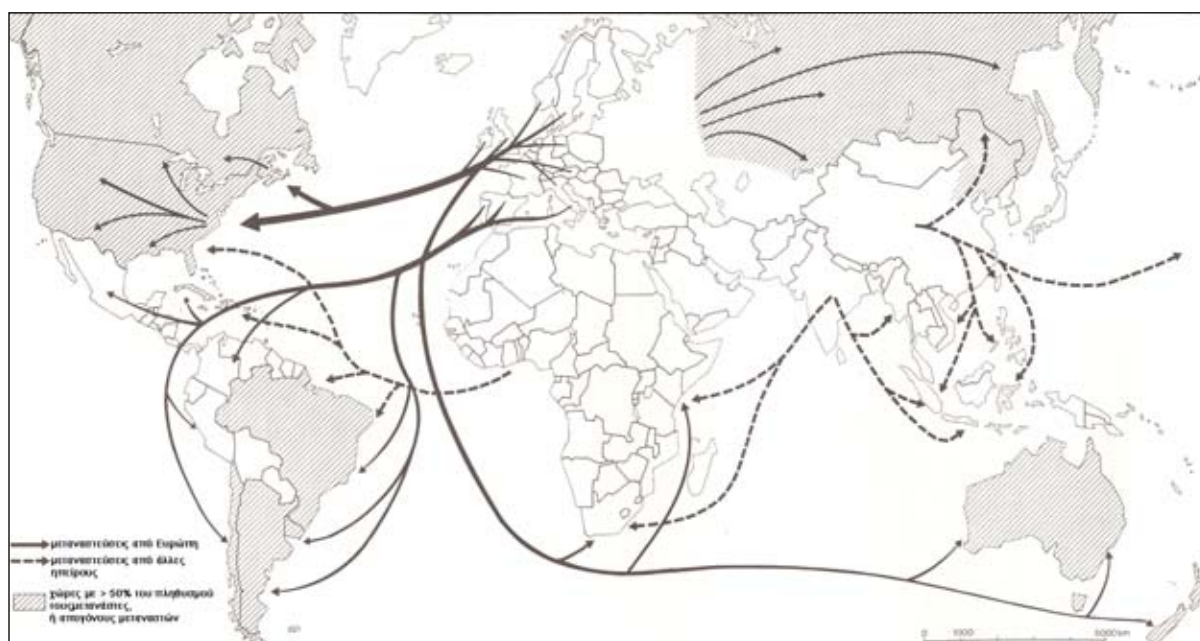 μεταναστεύσεις από Ευρώπη
μεταναστεύσεις από άλλες
ηπείρους
χώρες με > 50% του πληθυσμού
τους μετανάστες,
ή απογόνους μεταναστών
0 1000 5000 km